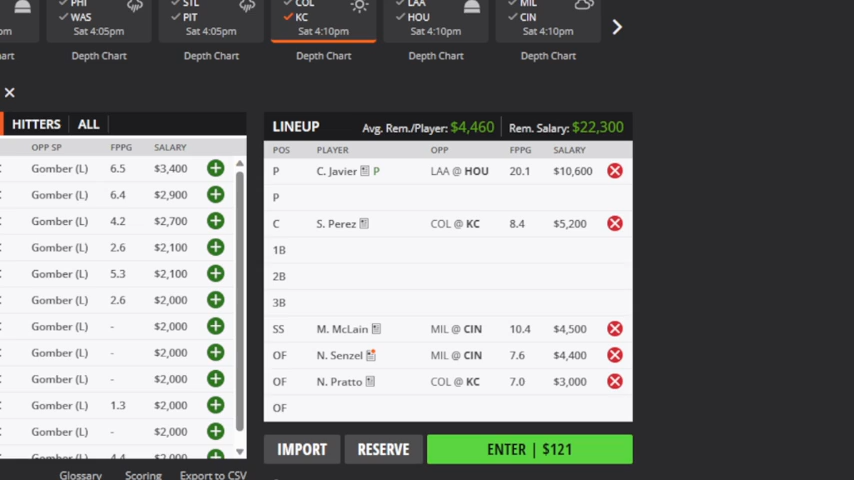 PHI STL COL LAA MIL
pm WAS PIT KC HOU CIN
Sat 4:05pm Sat 4:05pm Sat 4:10pm Sat 4:10pm Sat 4:10pm
art Depth Chart Depth Chart Depth Chart Depth Chart Depth Chart
HITTERS ALL
OPP SP FPPG SALARY
Gomber (L) 6.5 $3,400
Gomber (L) 6.4 $2,900
Gomber (L) 4.2 $2,700
Gomber (L) 2.6 $2,100
Gomber (L) 5.3 $2,100
Gomber (L) 2.6 $2,000
Gomber (L) - $2,000
Gomber (L) - $2,000
Gomber (L) - $2,000
Gomber (L) 1.3 $2,000
Gomber (L) - $2,000
Gomber (L) 4.4 $2,000
Glossary Scoring Export to CSV
LINEUP Avg. Rem./Player: $4,460 Rem. Salary: $22,300
POS PLAYER OPP FPPG SALARY
P C. Javier P LAA @ HOU 20.1 $10,600
P
C S. Perez COL @ KC 8.4 $5,200
1B
2B
3B
SS M. McLain MIL @ CIN 10.4 $4,500
OF N. Senzel MIL @ CIN 7.6 $4,400
OF N. Pratto COL @ KC 7.0 $3,000
OF
IMPORT RESERVE ENTER | $121